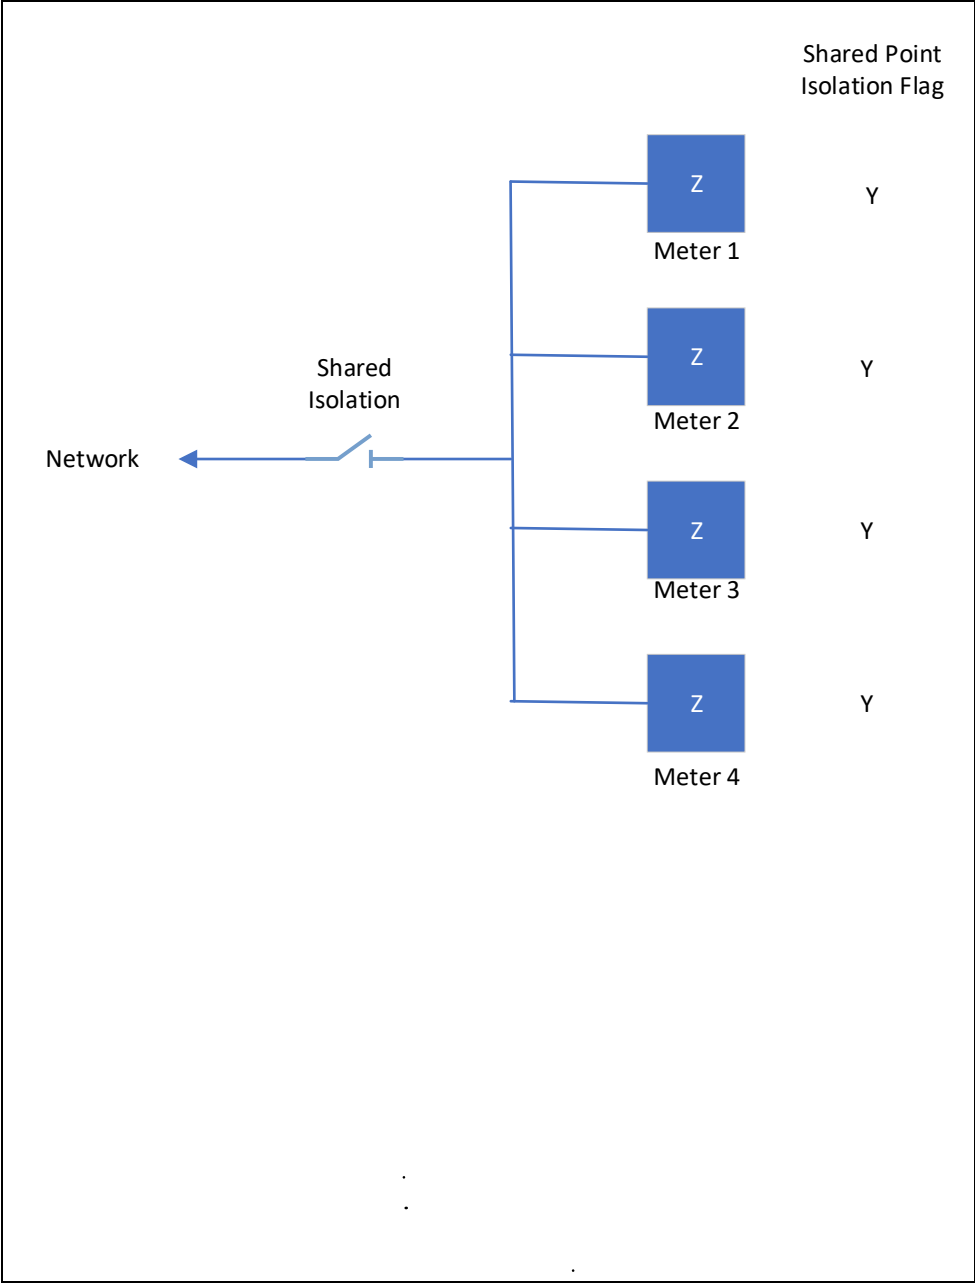 Shared Point
Isolation Flag
Z
Y
Meter 1
Z
Y
Meter 2
Shared
Isolation
Network
Z
Y
Meter 3
Z
Y
Meter 4